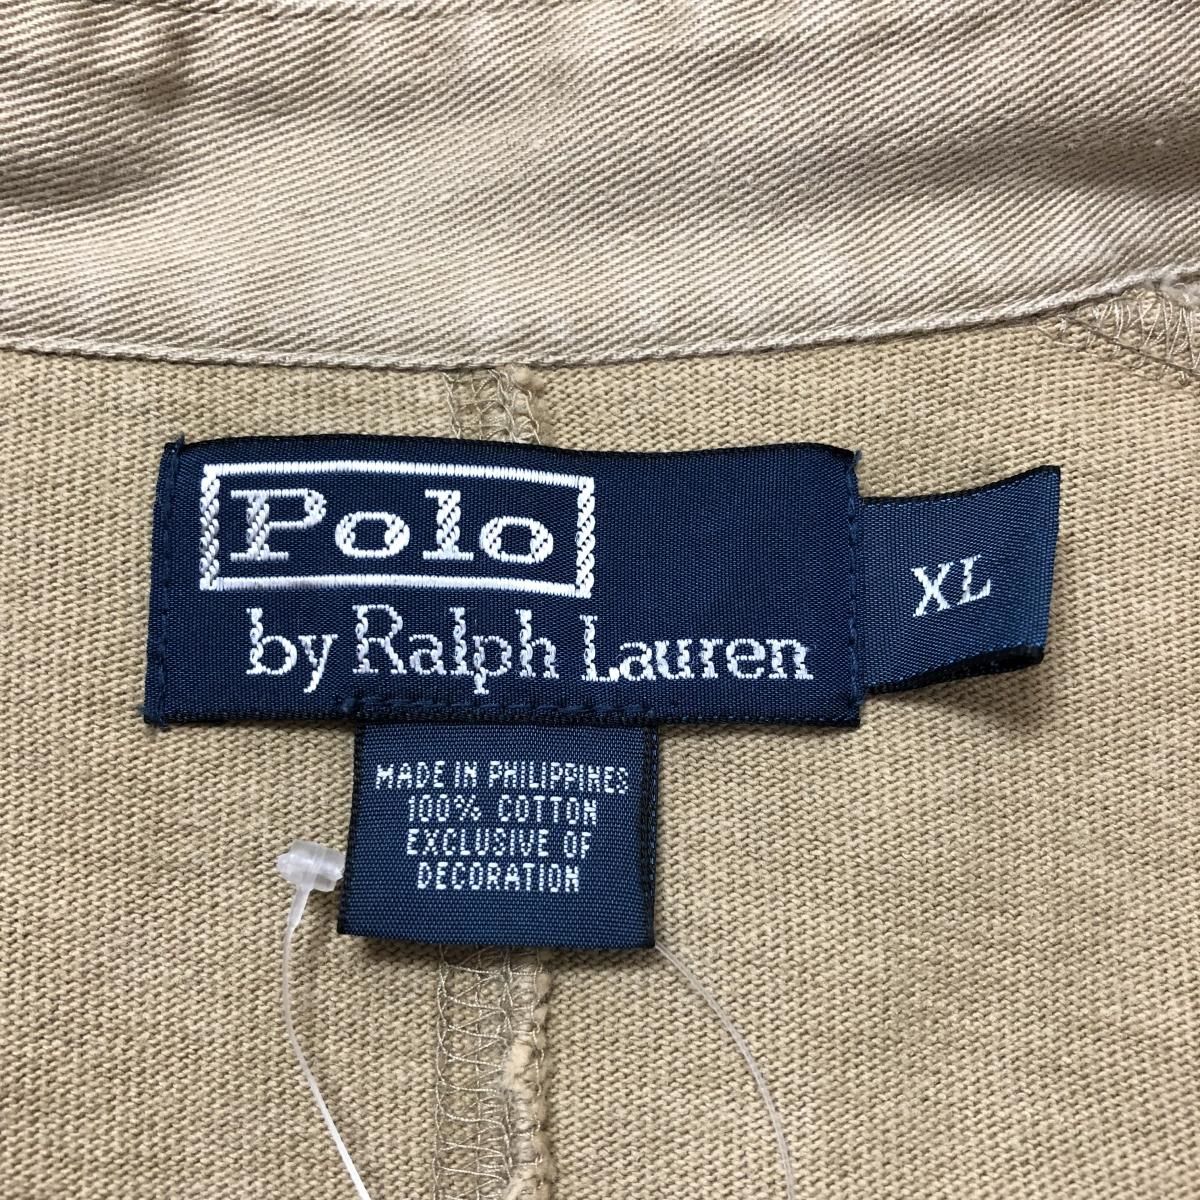 Polo
by Ralph Lauren
XL
MADE IN PHILIPPINES
100% COTTON
EXCLUSIVE OF
DECORATION